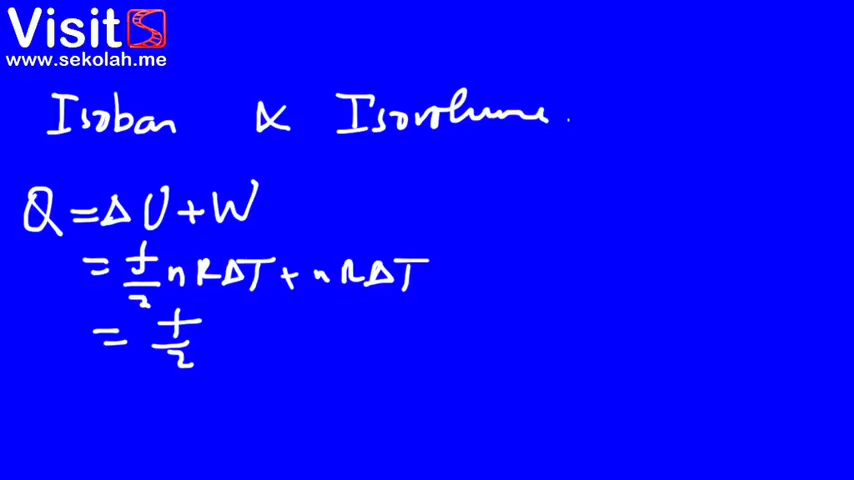 Visit S
www.sekolah.me
Isobar & Isovolume.
Q = ΔU + W
= f/2 nRΔT + nRΔT
= f/2